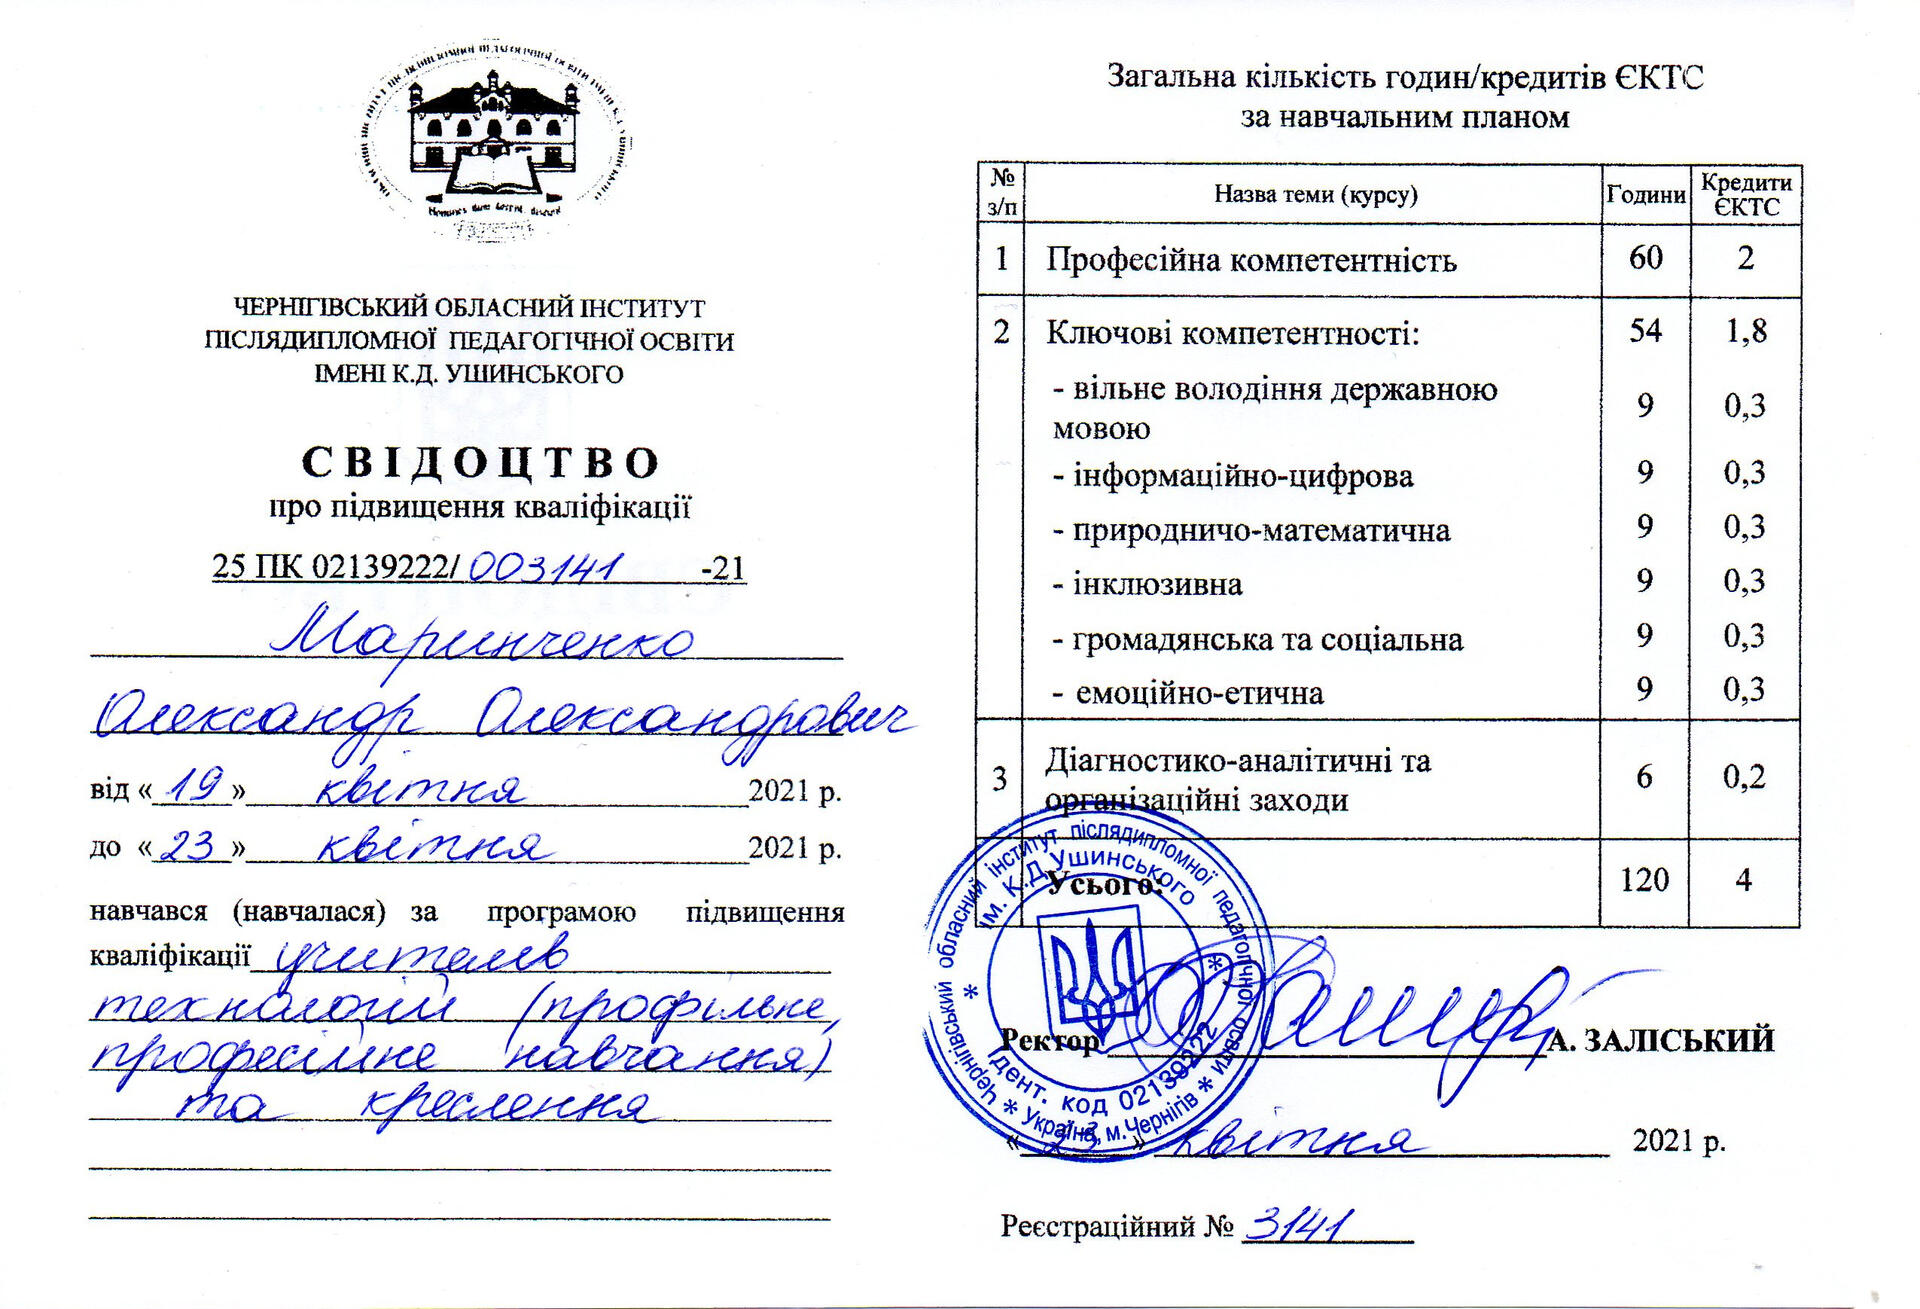 ЧЕРНІГІВСЬКИЙ ОБЛАСНИЙ ІНСТИТУТ
ПІСЛЯДИПЛОМНОЇ ПЕДАГОГІЧНОЇ ОСВІТИ
ІМЕНІ К.Д. УШИНСЬКОГО
СВІДОЦТВО
про підвищення кваліфікації
25 ПК 02139222/ 003141 -21
Маринченко
Олександр Олександрович
від « 19 » квітня 2021 р.
до « 23 » квітня 2021 р.
навчався (навчалася) за програмою підвищення
кваліфікації учителів
технологій (профільне,
професійне навчання)
та креслення
Загальна кількість годин/кредитів ЄКТС
за навчальним планом
№ з/п Назва теми (курсу) Години Кредити ЄКТС
1 Професійна компетентність 60 2
2 Ключові компетентності: 54 1,8
- вільне володіння державною
мовою 9 0,3
- інформаційно-цифрова 9 0,3
- природничо-математична 9 0,3
- інклюзивна 9 0,3
- громадянська та соціальна 9 0,3
- емоційно-етична 9 0,3
3 Діагностико-аналітичні та
організаційні заходи 6 0,2
Усього: 120 4
Чернігівський обласний інститут післядипломної педагогічної освіти
ім. К.Д.Ушинського
Ідент. код 02139222
* Україна, м.Чернігів *
Ректор А. ЗАЛІСЬКИЙ
« 23 » квітня 2021 р.
Реєстраційний № 3141